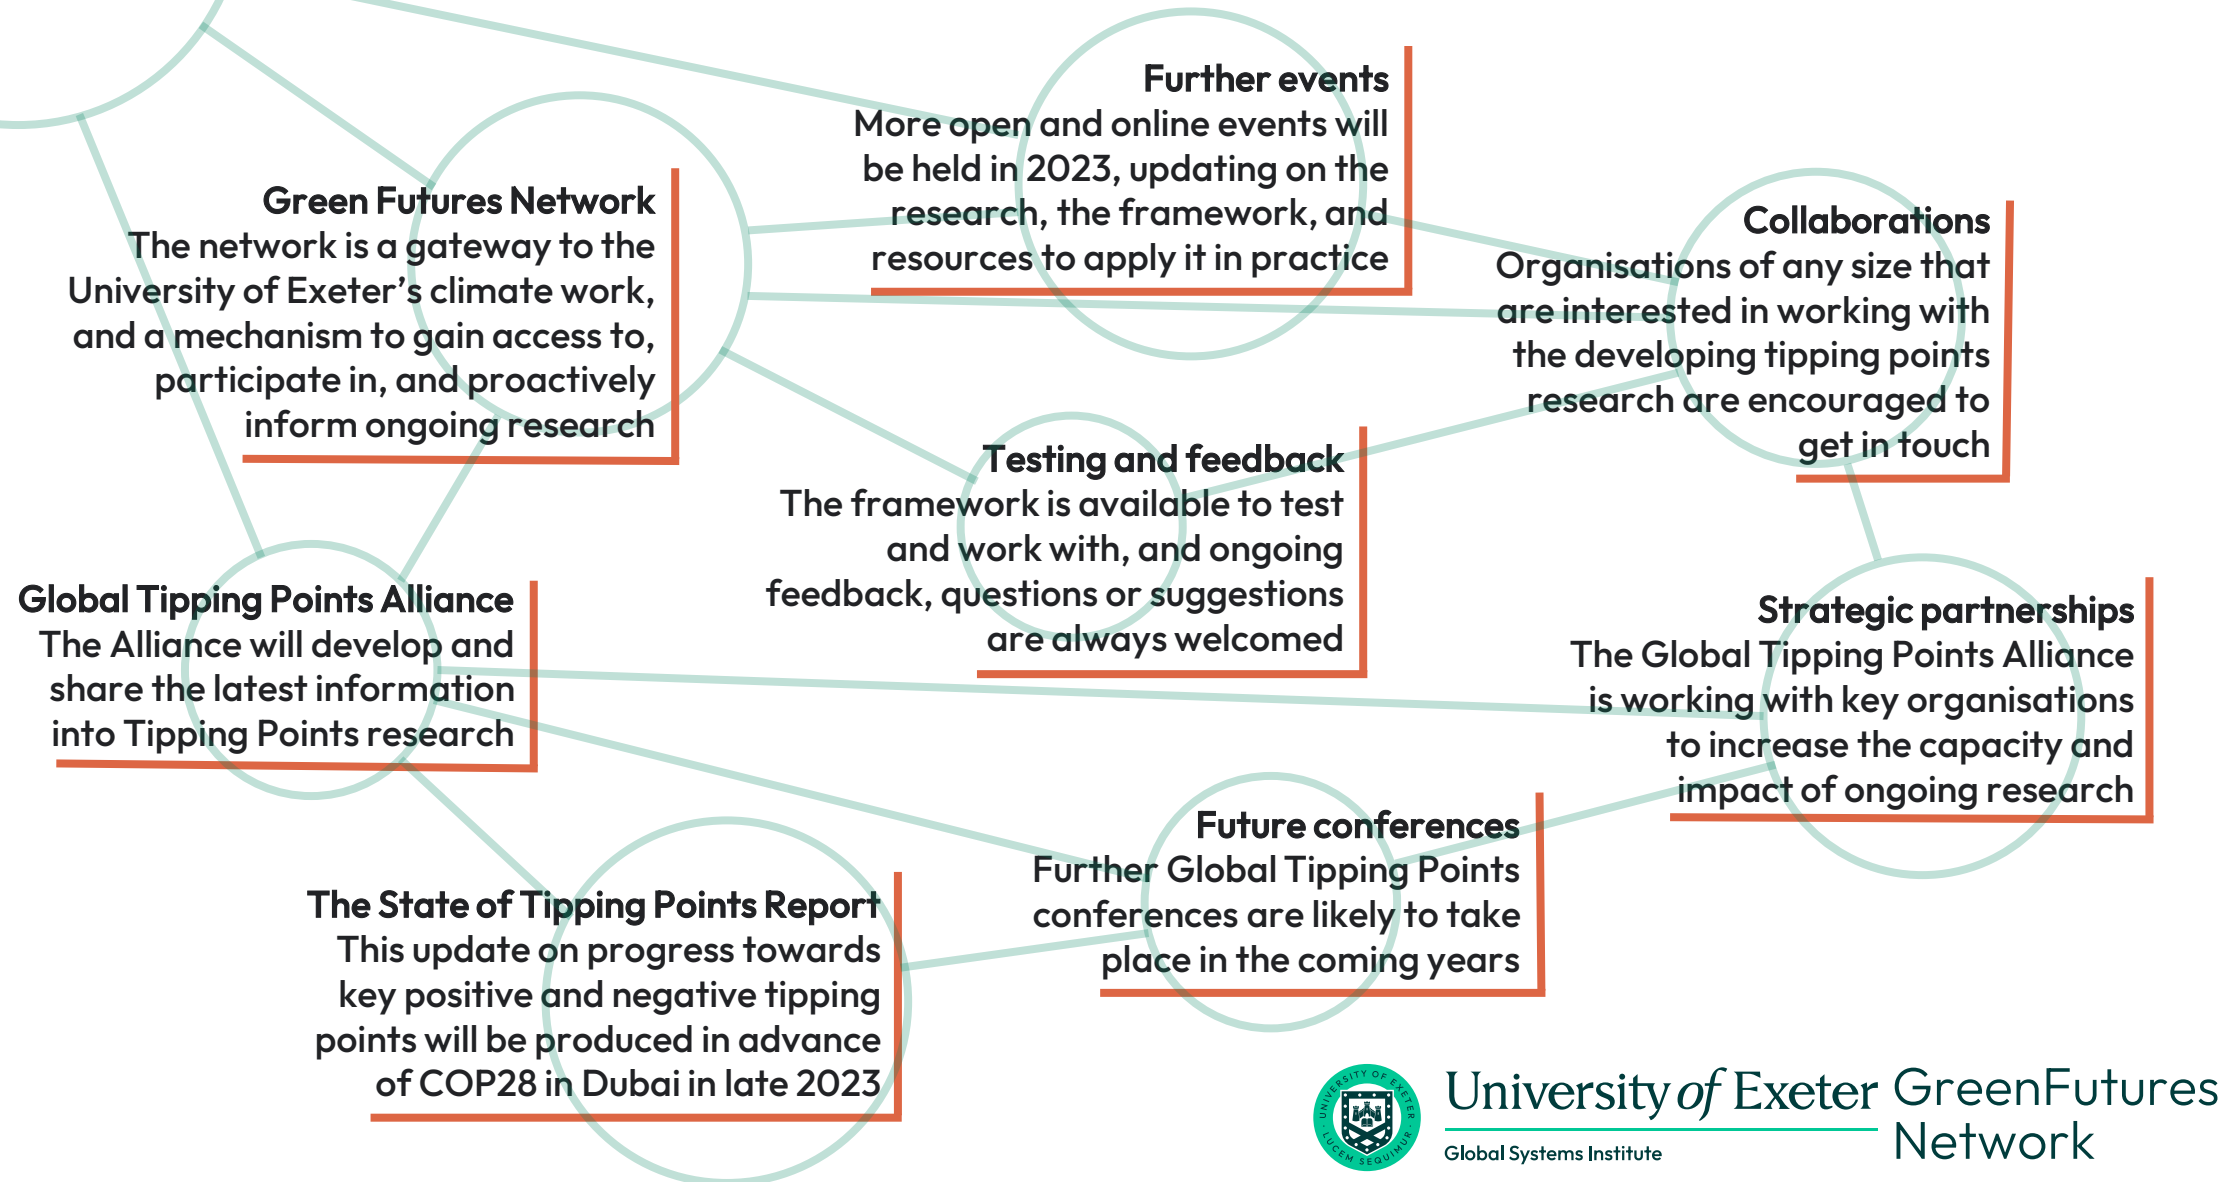 Further events
More open and online events will
be held in 2023, updating on the
research, the framework, and
resources to apply it in practice
Green Futures Network
The network is a gateway to the
University of Exeter’s climate work,
and a mechanism to gain access to,
participate in, and proactively
inform ongoing research
Collaborations
Organisations of any size that
are interested in working with
the developing tipping points
research are encouraged to
get in touch
Testing and feedback
The framework is available to test
and work with, and ongoing
feedback, questions or suggestions
are always welcomed
Global Tipping Points Alliance
The Alliance will develop and
share the latest information
into Tipping Points research
Strategic partnerships
The Global Tipping Points Alliance
is working with key organisations
to increase the capacity and
impact of ongoing research
Future conferences
Further Global Tipping Points
conferences are likely to take
place in the coming years
The State of Tipping Points Report
This update on progress towards
key positive and negative tipping
points will be produced in advance
of COP28 in Dubai in late 2023
UNIVERSITY OF EXETER
LUCEM SEQUIMUR
University of Exeter
Global Systems Institute
GreenFutures
Network